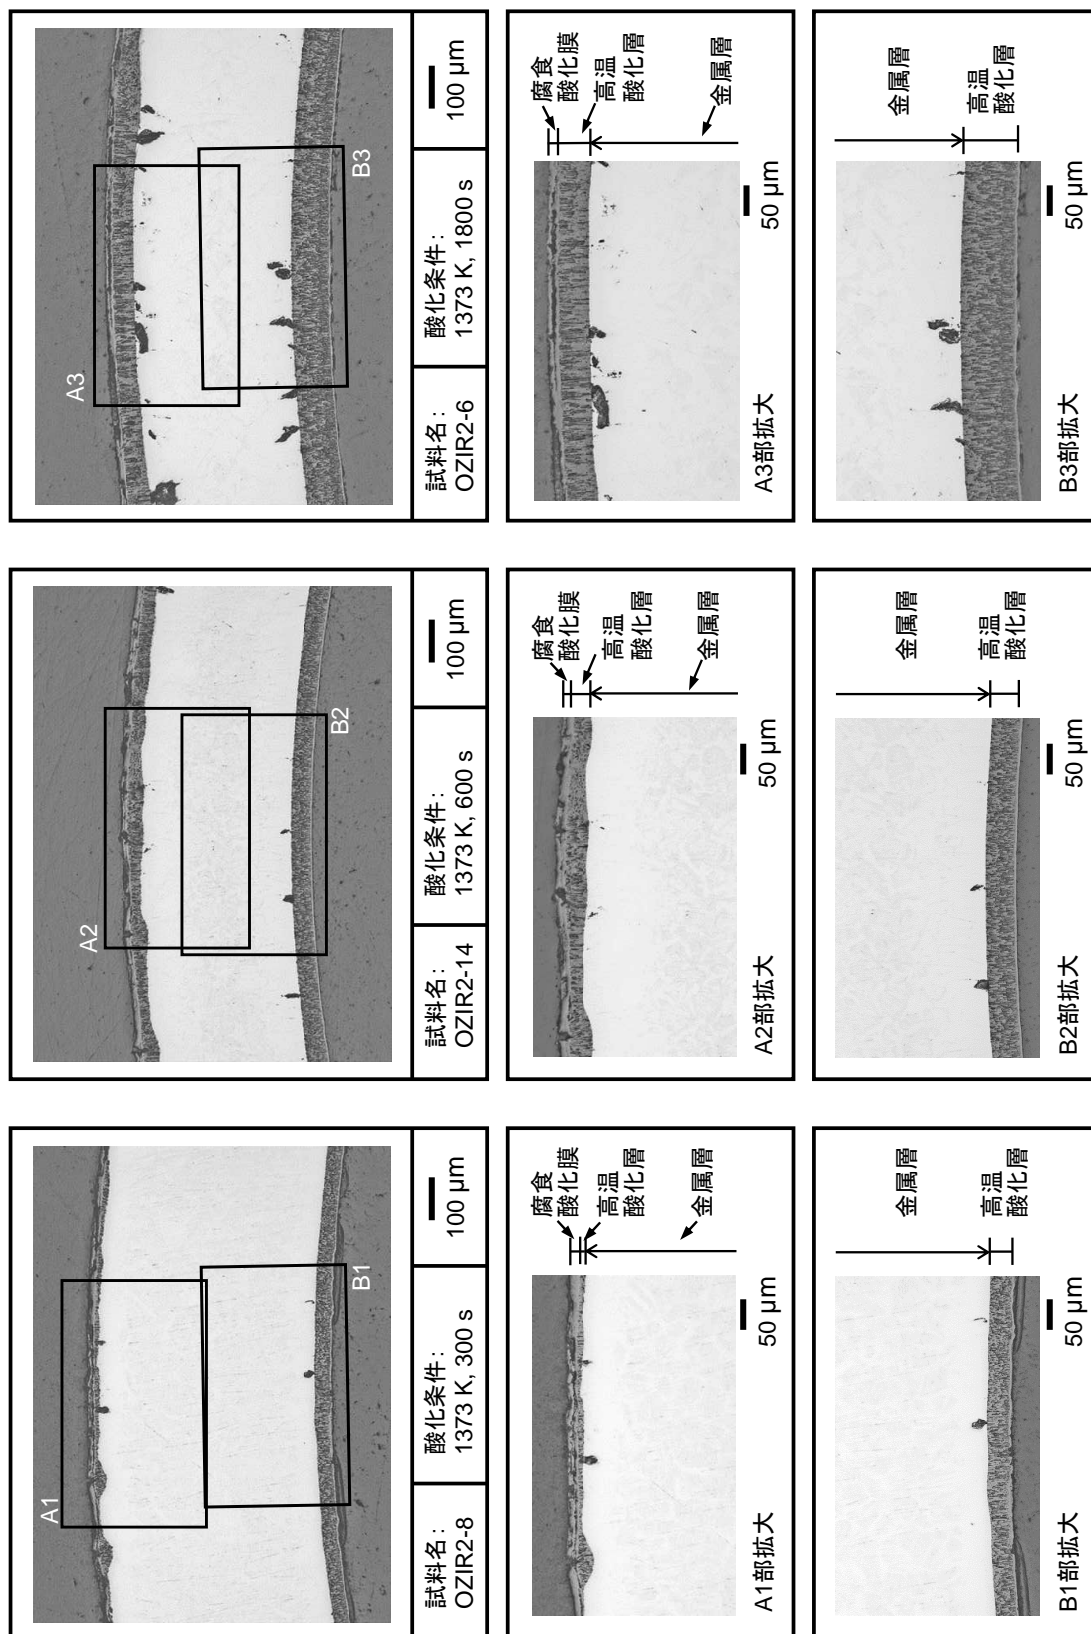 A1
B1
試料名：
OZIR2-8
酸化条件：
1373 K, 300 s
100 μm
腐食
酸化膜
高温
酸化層
金属層
A1部拡大
50 μm
金属層
高温
酸化層
B1部拡大
50 μm
A2
B2
試料名：
OZIR2-14
酸化条件：
1373 K, 600 s
100 μm
腐食
酸化膜
高温
酸化層
金属層
A2部拡大
50 μm
金属層
高温
酸化層
B2部拡大
50 μm
A3
B3
試料名：
OZIR2-6
酸化条件：
1373 K, 1800 s
100 μm
腐食
酸化膜
高温
酸化層
金属層
A3部拡大
50 μm
金属層
高温
酸化層
B3部拡大
50 μm